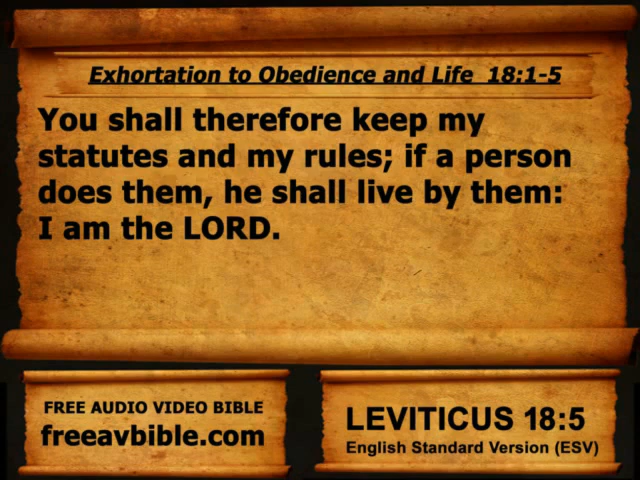 Exhortation to Obedience and Life 18:1-5
You shall therefore keep my
statutes and my rules; if a person
does them, he shall live by them:
I am the LORD.
FREE AUDIO VIDEO BIBLE
freeavbible.com
LEVITICUS 18:5
English Standard Version (ESV)